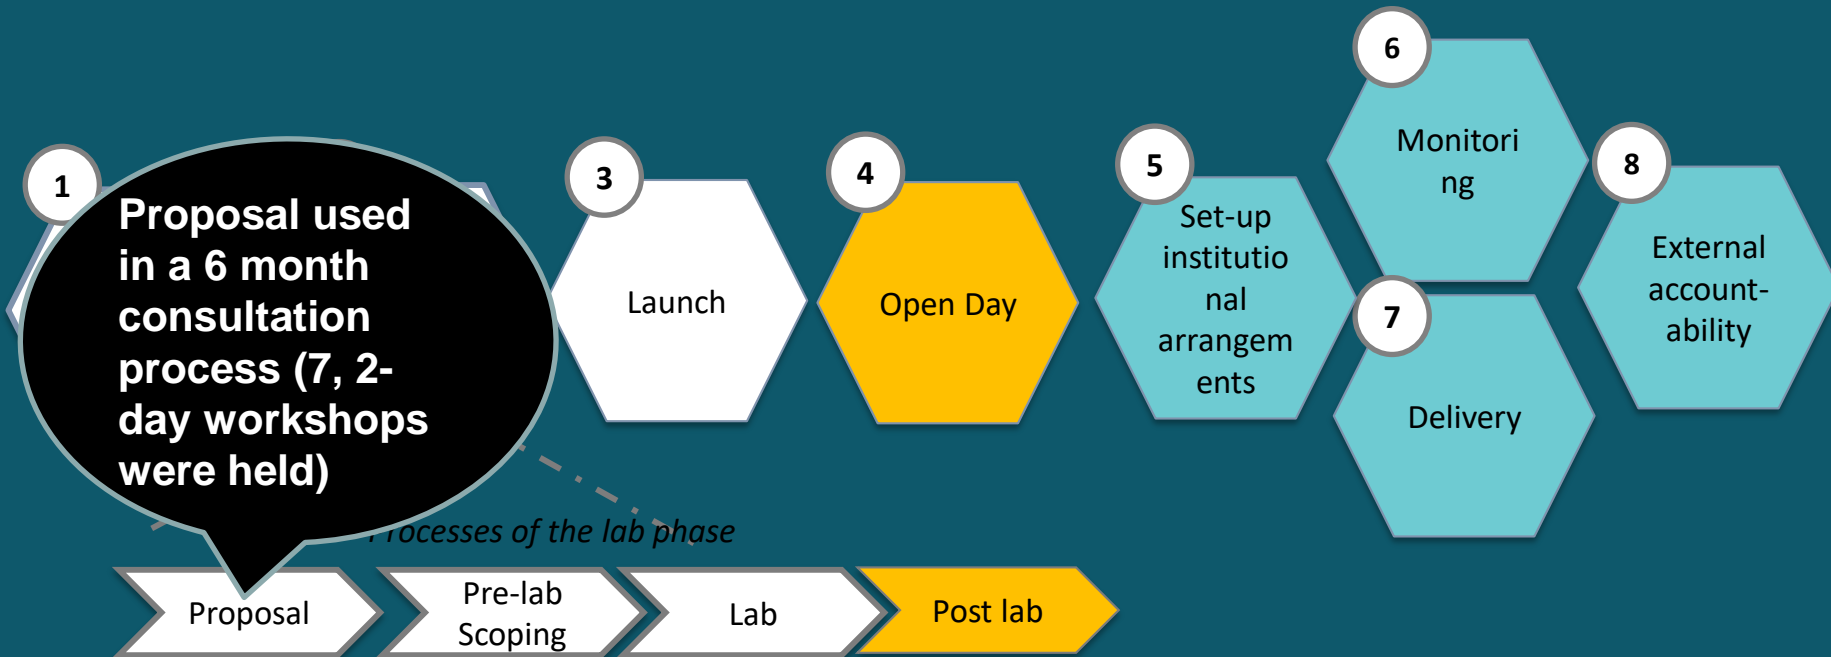 1
Proposal used
in a 6 month
consultation
process (7, 2-
day workshops
were held)
3
Launch
4
Open Day
5
Set-up
institutio
nal
arrangem
ents
6
Monitori
ng
7
Delivery
8
External
account-
ability
rocesses of the lab phase
Proposal
Pre-lab
Scoping
Lab
Post lab